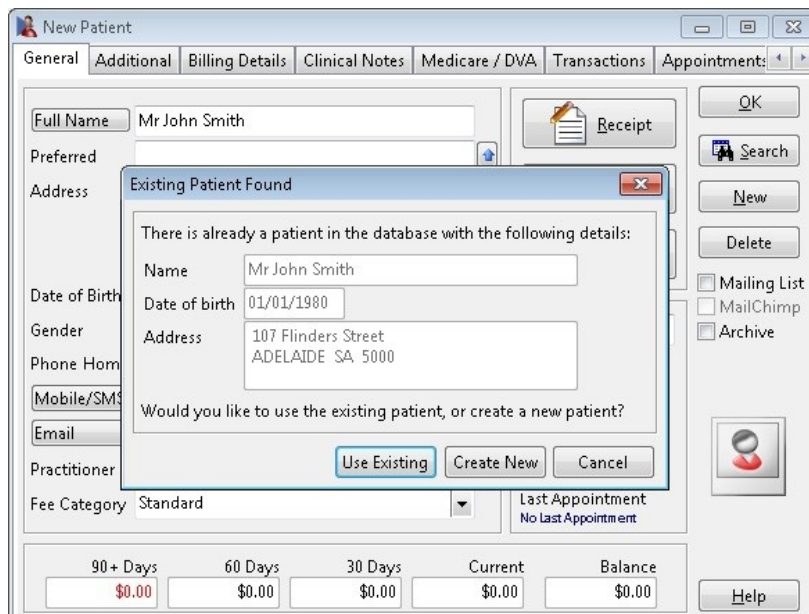 New Patient
General Additional Billing Details Clinical Notes Medicare / DVA Transactions Appointments
Full Name Mr John Smith
Preferred
Address
Date of Birth
Gender
Phone Hom
Mobile/SMS
Email
Practitioner
Fee Category Standard
Receipt
OK
Search
New
Delete
Mailing List
MailChimp
Archive
Existing Patient Found
There is already a patient in the database with the following details:
Name Mr John Smith
Date of birth 01/01/1980
Address 107 Flinders Street
ADELAIDE SA 5000
Would you like to use the existing patient, or create a new patient?
Use Existing Create New Cancel
Last Appointment
No Last Appointment
90+ Days 60 Days 30 Days Current Balance
$0.00 $0.00 $0.00 $0.00 $0.00
Help